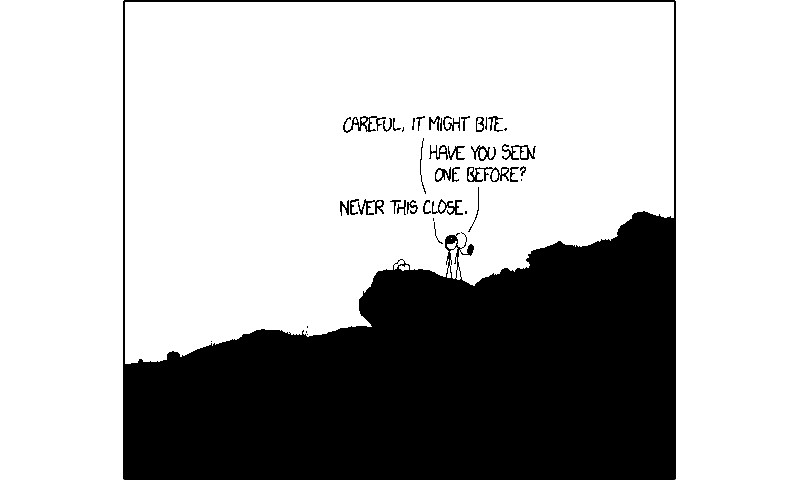 CAREFUL, IT MIGHT BITE.
HAVE YOU SEEN
ONE BEFORE?
NEVER THIS CLOSE.